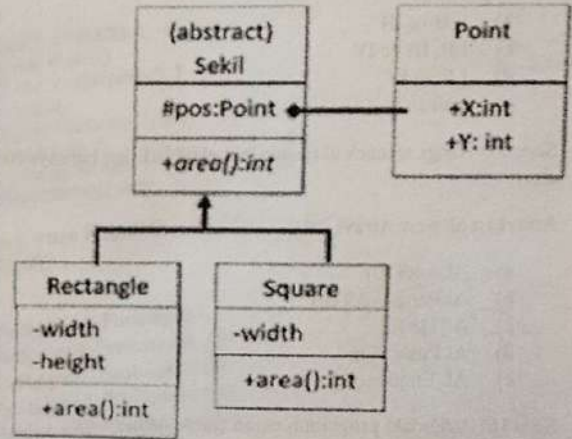 {abstract}
Sekil
#pos:Point
+area():int
Point
+X:int
+Y: int
Rectangle
-width
-height
+area():int
Square
-width
+area():int